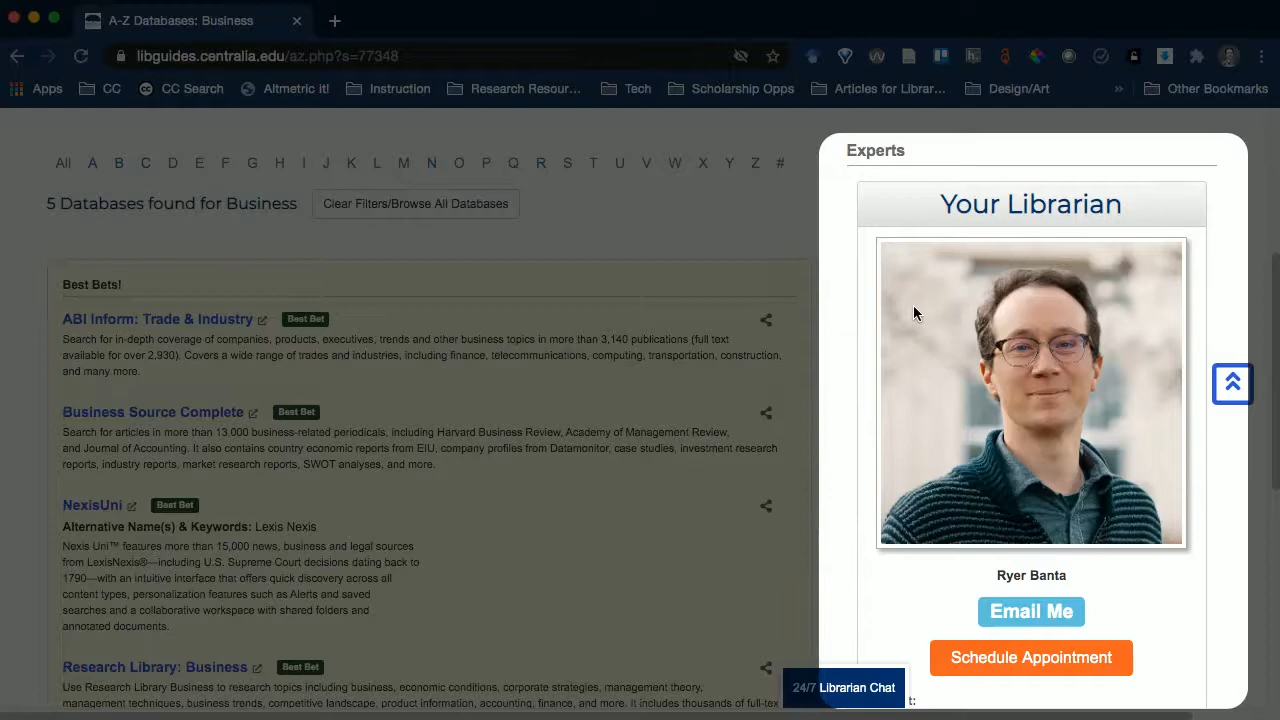 A-Z Databases: Business
libguides.centralia.edu/az.php?s=77348
Apps CC CC Search Altmetric it! Instruction Research Resour... Tech Scholarship Opps Articles for Librar... Design/Art » Other Bookmarks
All A B C D E F G H I J K L M N O P Q R S T U V W X Y Z #
5 Databases found for Business Clear Filters/Browse All Databases
Best Bets!
ABI Inform: Trade & Industry Best Bet
Search for in-depth coverage of companies, products, executives, trends and other business topics in more than 3,140 publications (full text
available for over 2,930). Covers a wide range of trades and industries, including finance, telecommunications, computing, transportation, construction,
and many more.
Business Source Complete Best Bet
Search for articles in more than 13,000 business-related periodicals, including Harvard Business Review, Academy of Management Review,
and Journal of Accounting. It also contains country economic reports from EIU, company profiles from Datamonitor, case studies, investment research
reports, industry reports, market research reports, SWOT analyses, and more.
NexisUni Best Bet
Alternative Name(s) & Keywords: Lexis Nexis
Nexis Uni™ features more than 15,000 news, business and legal sources
from LexisNexis®—including U.S. Supreme Court decisions dating back to
1790—with an intuitive interface that offers quick discovery across all
content types, personalization features such as Alerts and saved
searches and a collaborative workspace with shared folders and
annotated documents.
Research Library: Business Best Bet
Use Research Library Business to research topics including business, economic conditions, corporate strategies, management theory,
management techniques, business trends, competitive landscape, product information, accounting, finance, and more. It includes thousands of full-tex
Experts
Your Librarian
Ryer Banta
Email Me
Schedule Appointment
24/7 Librarian Chat
t: